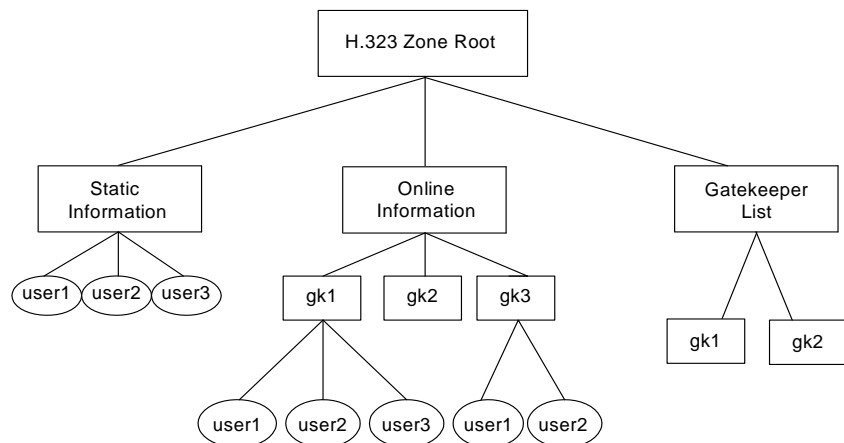 H.323 Zone Root
Static
Information
Online
Information
Gatekeeper
List
user1 user2 user3
gk1 gk2 gk3
gk1 gk2
user1 user2 user3 user1 user2